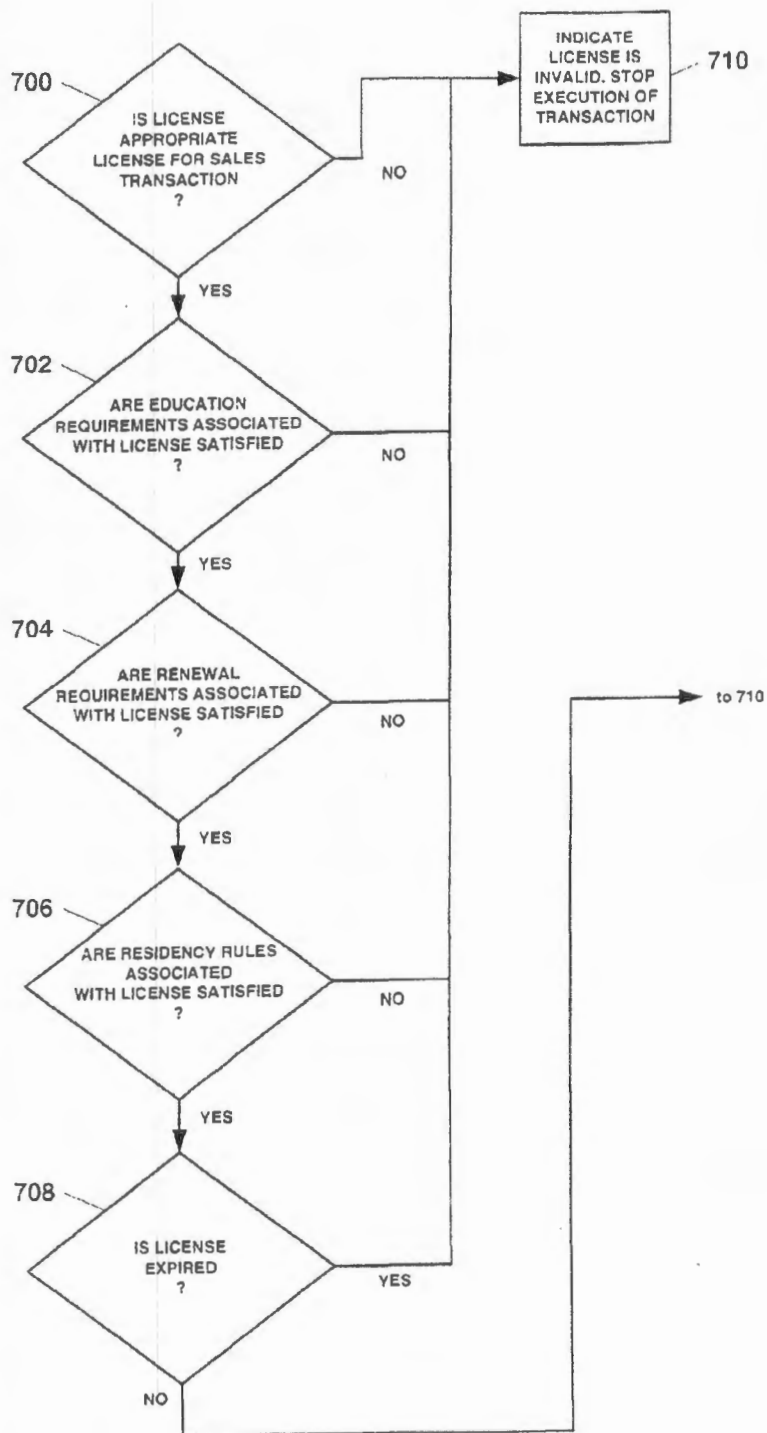 700
IS LICENSE
APPROPRIATE
LICENSE FOR SALES
TRANSACTION
?
NO
INDICATE
LICENSE IS
INVALID. STOP
EXECUTION OF
TRANSACTION
710
YES
702
ARE EDUCATION
REQUIREMENTS ASSOCIATED
WITH LICENSE SATISFIED
?
NO
YES
704
ARE RENEWAL
REQUIREMENTS ASSOCIATED
WITH LICENSE SATISFIED
?
NO
to 710
YES
706
ARE RESIDENCY RULES
ASSOCIATED
WITH LICENSE SATISFIED
?
NO
YES
708
IS LICENSE
EXPIRED
?
YES
NO